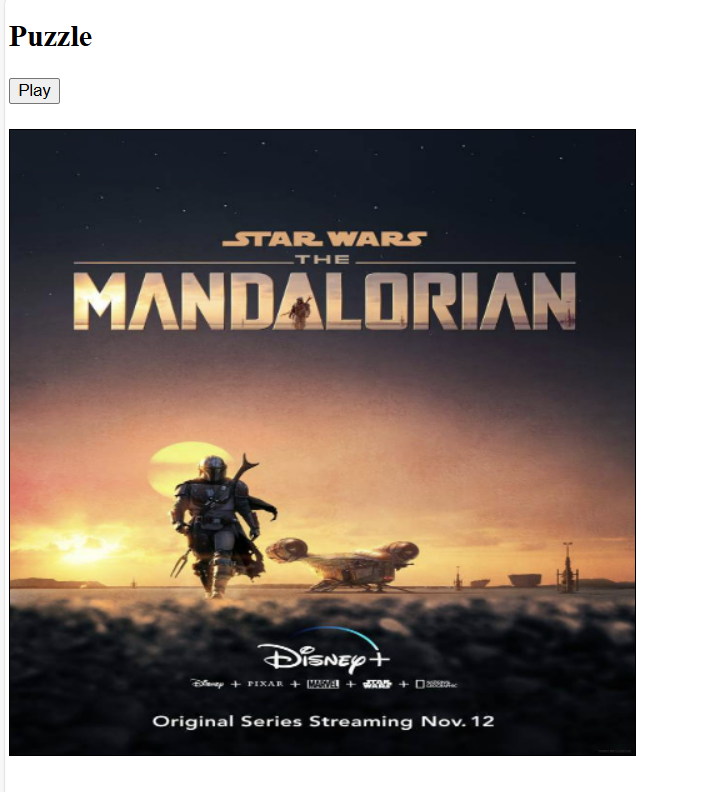 Puzzle
Play
STAR WARS
THE
MANDALORIAN
Disney+
Disney + PIXAR + MARVEL + STAR WARS + NATIONAL GEOGRAPHIC
Original Series Streaming Nov. 12